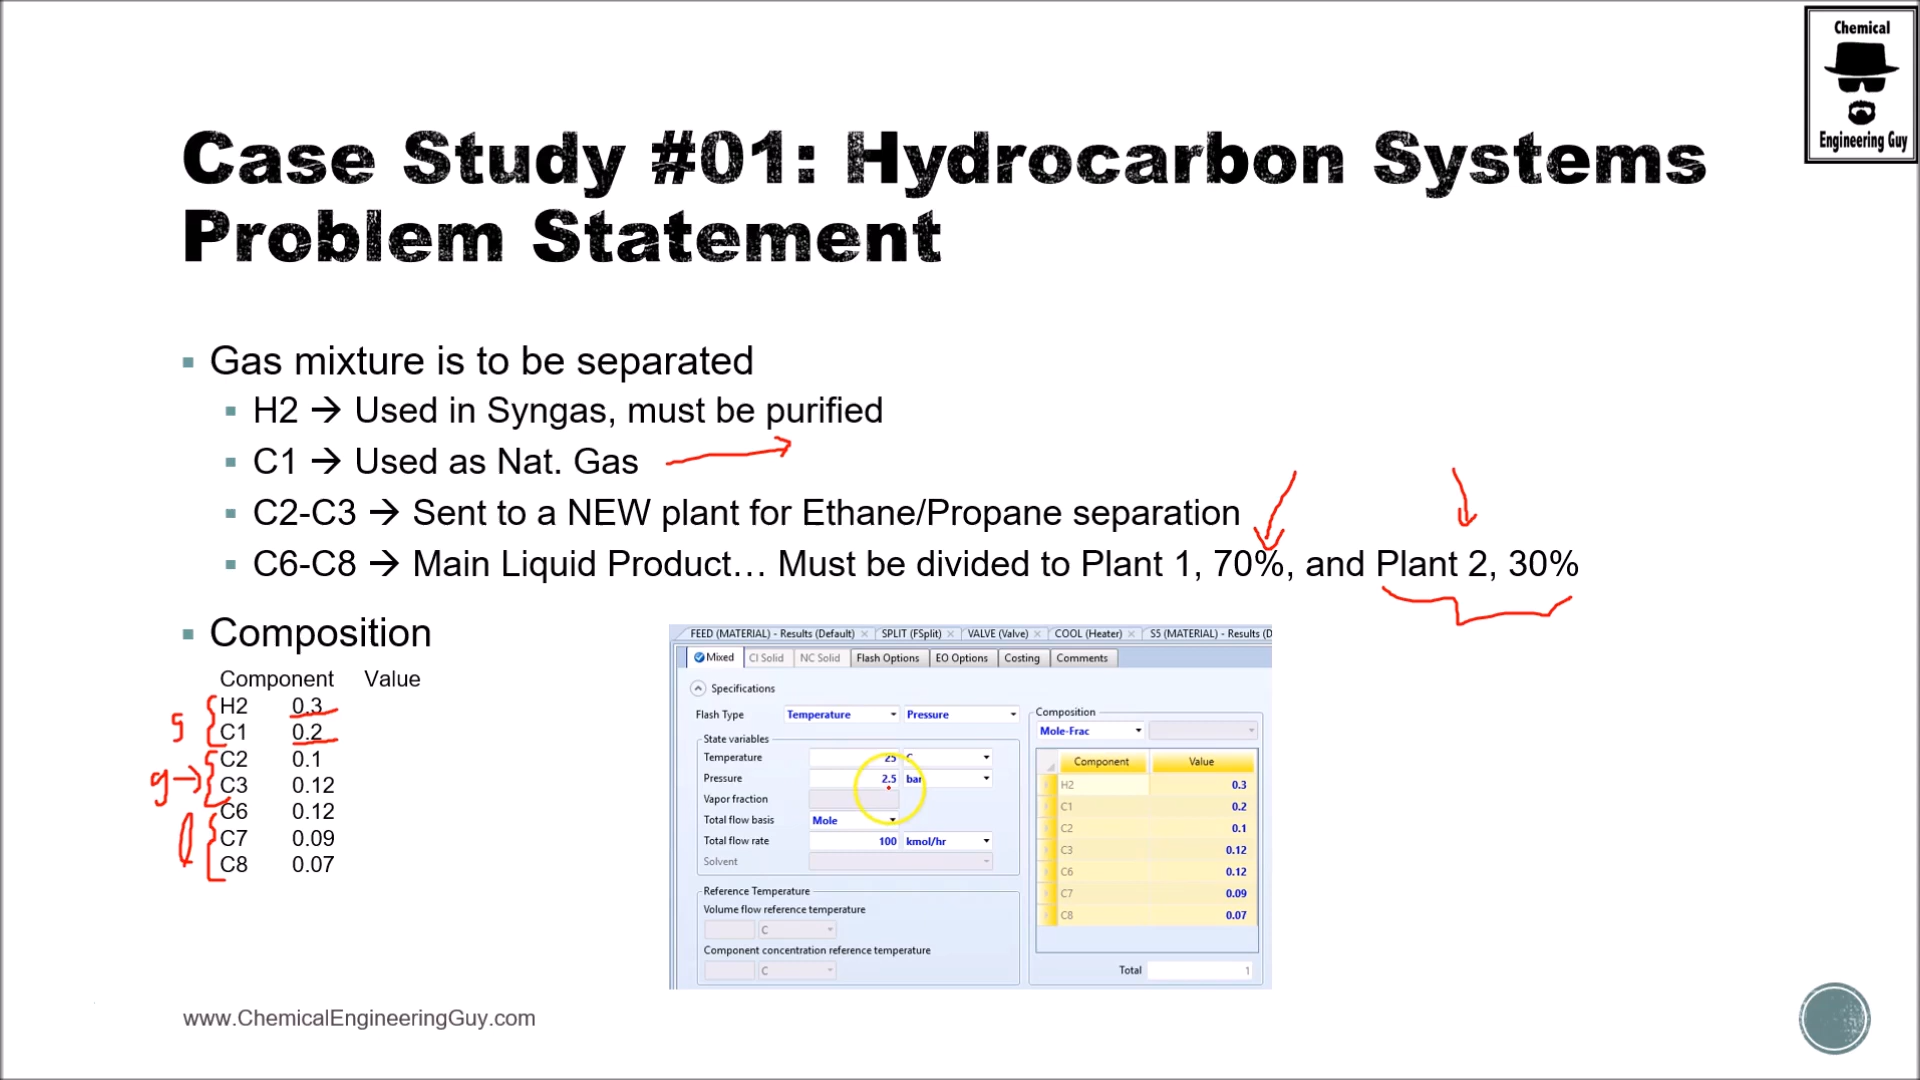 Chemical
Engineering Guy
Case Study #01: Hydrocarbon Systems
Problem Statement
Gas mixture is to be separated
H2 → Used in Syngas, must be purified
C1 → Used as Nat. Gas
C2-C3 → Sent to a NEW plant for Ethane/Propane separation
C6-C8 → Main Liquid Product… Must be divided to Plant 1, 70%, and Plant 2, 30%
Composition
Component Value
H2 0.3
C1 0.2
C2 0.1
C3 0.12
C6 0.12
C7 0.09
C8 0.07
g
l
FEED (MATERIAL) - Results (Default) SPLIT (FSplit) VALVE (Valve) COOL (Heater) S5 (MATERIAL) - Results (D
Mixed CI Solid NC Solid Flash Options EO Options Costing Comments
Specifications
Flash Type Temperature Pressure
State variables
Temperature 25 C
Pressure 2.5 bar
Vapor fraction
Total flow basis Mole
Total flow rate 100 kmol/hr
Solvent
Reference Temperature
Volume flow reference temperature
C
Component concentration reference temperature
C
Composition
Mole-Frac
Component Value
H2 0.3
C1 0.2
C2 0.1
C3 0.12
C6 0.12
C7 0.09
C8 0.07
Total 1
www.ChemicalEngineeringGuy.com